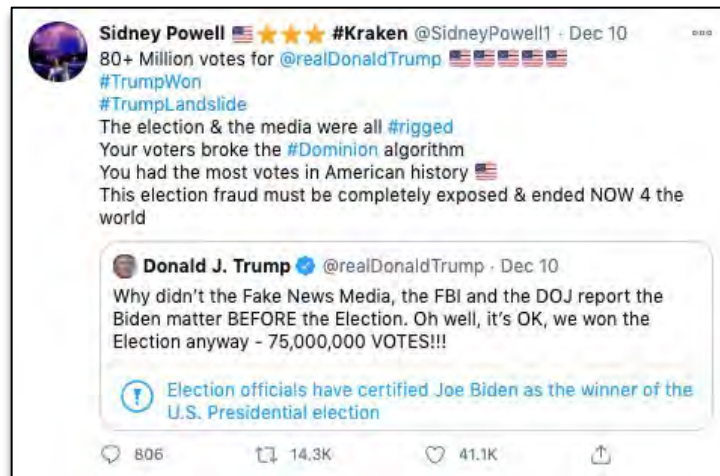 Sidney Powell 🇺🇸⭐⭐⭐ #Kraken @SidneyPowell1 · Dec 10
80+ Million votes for @realDonaldTrump 🇺🇸🇺🇸🇺🇸🇺🇸🇺🇸
#TrumpWon
#TrumpLandslide
The election & the media were all #rigged
Your voters broke the #Dominion algorithm
You had the most votes in American history 🇺🇸
This election fraud must be completely exposed & ended NOW 4 the
world
Donald J. Trump @realDonaldTrump · Dec 10
Why didn't the Fake News Media, the FBI and the DOJ report the
Biden matter BEFORE the Election. Oh well, it's OK, we won the
Election anyway - 75,000,000 VOTES!!!
Election officials have certified Joe Biden as the winner of the
U.S. Presidential election
806 14.3K 41.1K